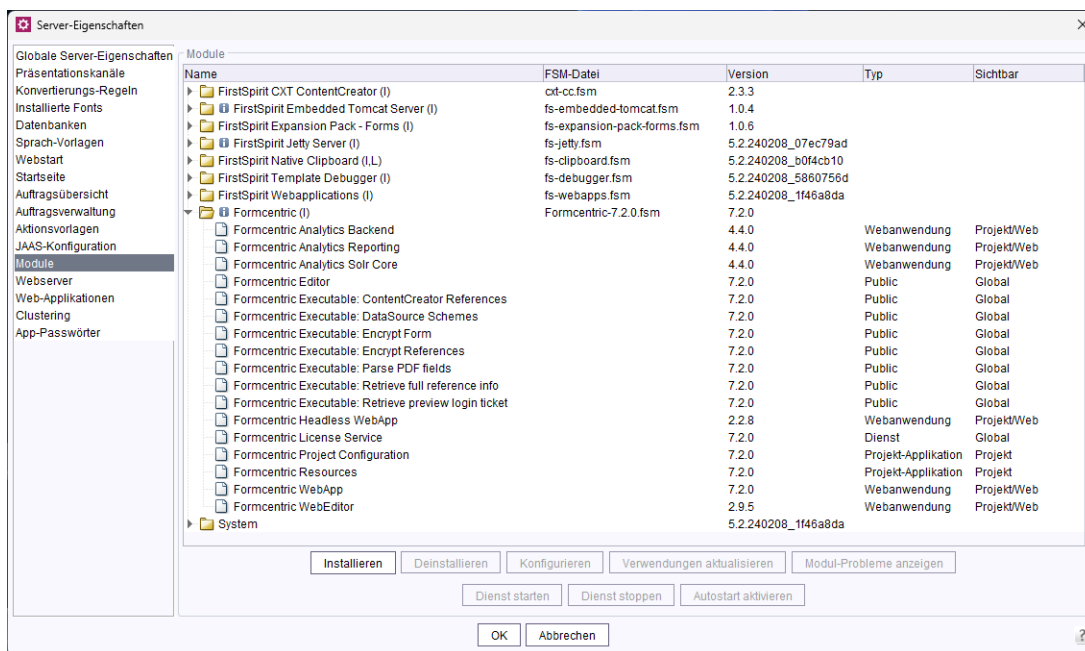 Server-Eigenschaften
Globale Server-Eigenschaften
Präsentationskanäle
Konvertierungs-Regeln
Installierte Fonts
Datenbanken
Sprach-Vorlagen
Webstart
Startseite
Auftragsübersicht
Auftragsverwaltung
Aktionsvorlagen
JAAS-Konfiguration
Module
Webserver
Web-Applikationen
Clustering
App-Passwörter
Module
Name FSM-Datei Version Typ Sichtbar
FirstSpirit CXT ContentCreator (I) cxt-cc.fsm 2.3.3
FirstSpirit Embedded Tomcat Server (I) fs-embedded-tomcat.fsm 1.0.4
FirstSpirit Expansion Pack - Forms (I) fs-expansion-pack-forms.fsm 1.0.6
FirstSpirit Jetty Server (I) fs-jetty.fsm 5.2.240208_07ec79ad
FirstSpirit Native Clipboard (I,L) fs-clipboard.fsm 5.2.240208_b0f4cb10
FirstSpirit Template Debugger (I) fs-debugger.fsm 5.2.240208_5860756d
FirstSpirit Webapplications (I) fs-webapps.fsm 5.2.240208_1f46a8da
Formcentric (I) Formcentric-7.2.0.fsm 7.2.0
Formcentric Analytics Backend 4.4.0 Webanwendung Projekt/Web
Formcentric Analytics Reporting 4.4.0 Webanwendung Projekt/Web
Formcentric Analytics Solr Core 4.4.0 Webanwendung Projekt/Web
Formcentric Editor 7.2.0 Public Global
Formcentric Executable: ContentCreator References 7.2.0 Public Global
Formcentric Executable: DataSource Schemes 7.2.0 Public Global
Formcentric Executable: Encrypt Form 7.2.0 Public Global
Formcentric Executable: Encrypt References 7.2.0 Public Global
Formcentric Executable: Parse PDF fields 7.2.0 Public Global
Formcentric Executable: Retrieve full reference info 7.2.0 Public Global
Formcentric Executable: Retrieve preview login ticket 7.2.0 Public Global
Formcentric Headless WebApp 2.2.8 Webanwendung Projekt/Web
Formcentric License Service 7.2.0 Dienst Global
Formcentric Project Configuration 7.2.0 Projekt-Applikation Projekt
Formcentric Resources 7.2.0 Projekt-Applikation Projekt
Formcentric WebApp 7.2.0 Webanwendung Projekt/Web
Formcentric WebEditor 2.9.5 Webanwendung Projekt/Web
System 5.2.240208_1f46a8da
Installieren Deinstallieren Konfigurieren Verwendungen aktualisieren Modul-Probleme anzeigen
Dienst starten Dienst stoppen Autostart aktivieren
OK Abbrechen ?